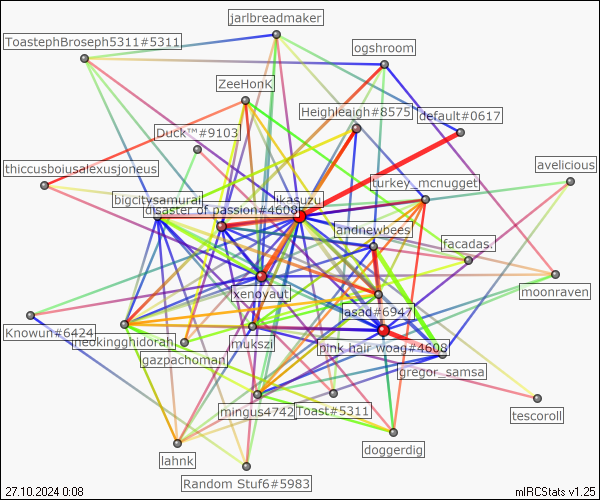 jarlbreadmaker
ToastephBroseph5311#5311
ogshroom
ZeeHonK
Heighleaigh#8575
default#0617
Duck™#9103
thiccusboiusalexusjoneus
avelicious
turkey_mcnugget
bigcitysamurai
ikasuzu
disaster of passion#4608
andnewbees
facadas.
xenoyaut
moonraven
asad#6947
Knowun#6424
neokingghidorah
mukszi
pink hair woag#4608
gazpachoman
gregor_samsa
mingus4742
Toast#5311
tescoroll
doggerdig
lahnk
Random Stuf6#5983
27.10.2024 0:08
mIRCStats v1.25